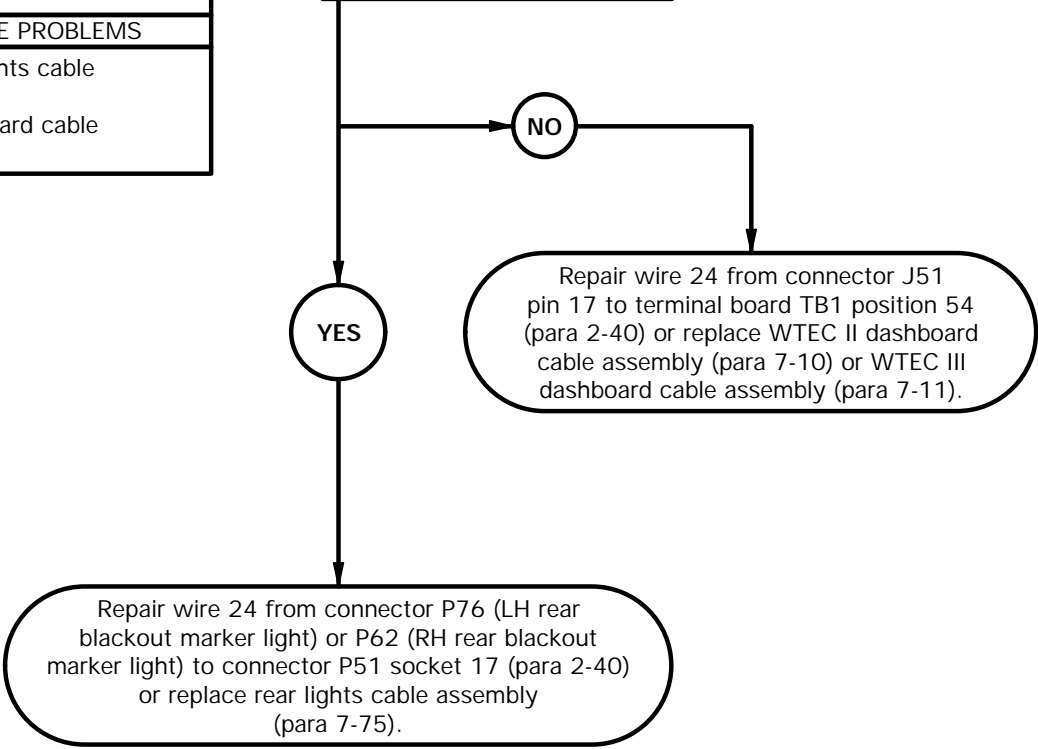 E PROBLEMS
nts cable
ard cable
NO
YES
Repair wire 24 from connector J51
pin 17 to terminal board TB1 position 54
(para 2-40) or replace WTEC II dashboard
cable assembly (para 7-10) or WTEC III
dashboard cable assembly (para 7-11).
Repair wire 24 from connector P76 (LH rear
blackout marker light) or P62 (RH rear blackout
marker light) to connector P51 socket 17 (para 2-40)
or replace rear lights cable assembly
(para 7-75).